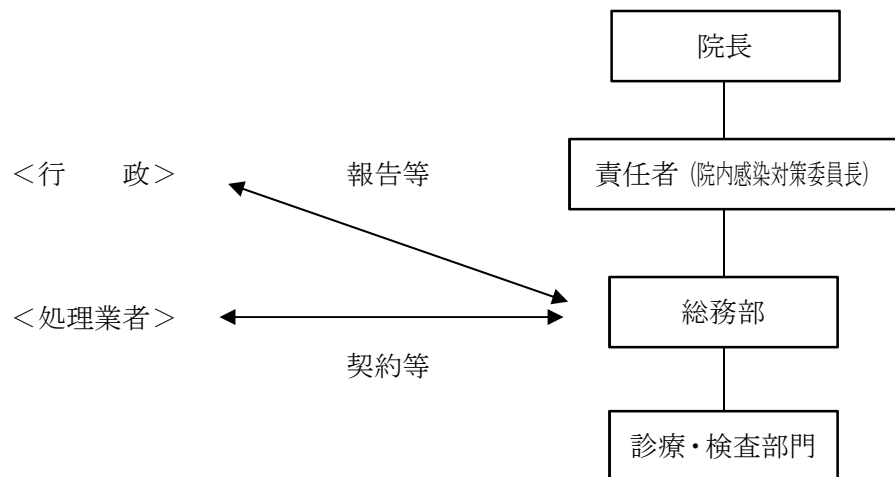 院長
＜行　　政＞
報告等
責任者（院内感染対策委員長）
＜処理業者＞
総務部
契約等
診療・検査部門